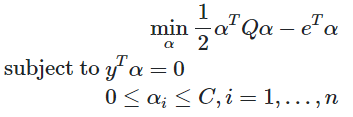 min_α 1/2 α^T Qα − e^T α
subject to y^T α = 0
0 ≤ α_i ≤ C, i = 1, . . . , n